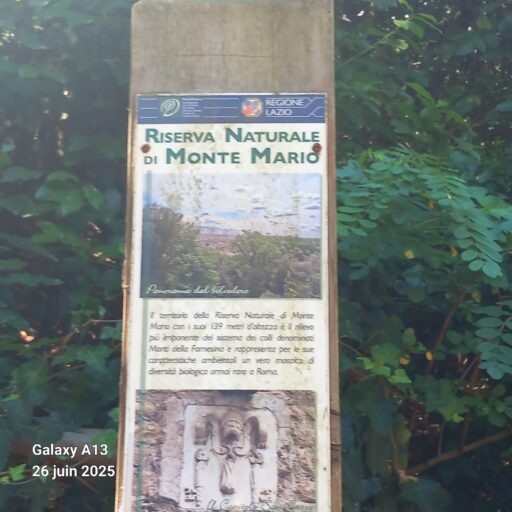 REGIONE
LAZIO
RISERVA NATURALE
DI MONTE MARIO
Panorama dal belvedere
Il territorio della Riserva Naturale di Monte
Mario con i suoi 139 metri d'altezza è il rilievo
più imponente del sistema dei colli denominati
Monti della Farnesina e rappresenta per le sue
caratteristiche ambientali un vero mosaico di
diversità biologica ormai rara a Roma.
Il
Galaxy A13
26 juin 2025